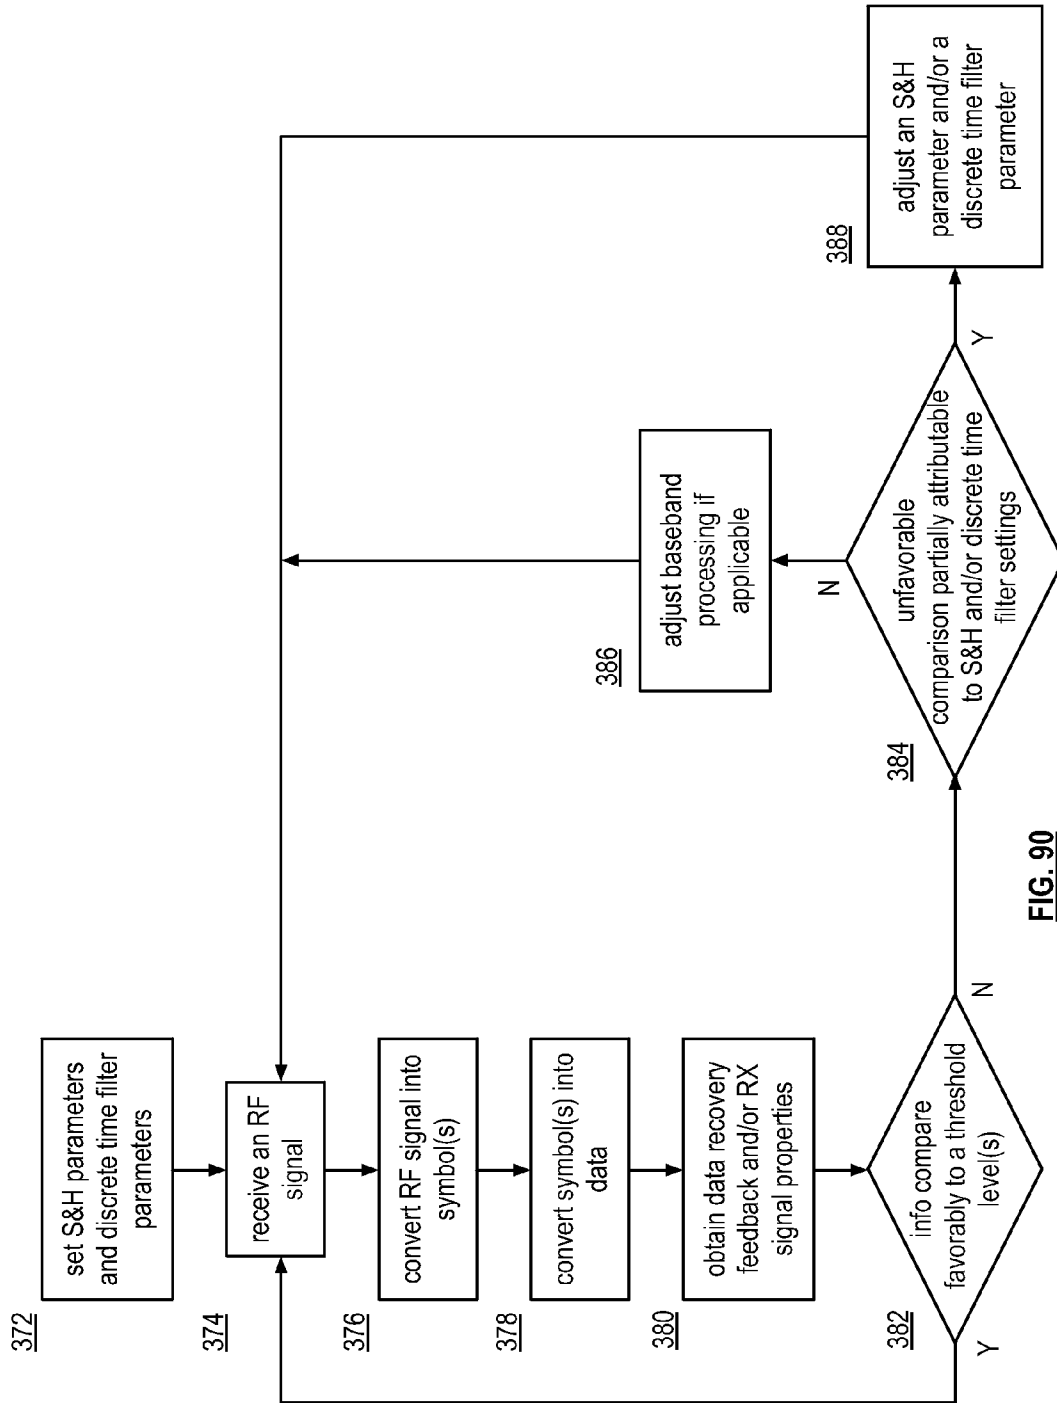 372
set S&H parameters
and discrete time filter
parameters
374
receive an RF
signal
376
convert RF signal into
symbol(s)
378
convert symbol(s) into
data
380
obtain data recovery
feedback and/or RX
signal properties
382
info compare
favorably to a threshold
level(s)
Y
N
384
unfavorable
comparison partially attributable
to S&H and/or discrete time
filter settings
N
Y
386
adjust baseband
processing if
applicable
388
adjust an S&H
parameter and/or a
discrete time filter
parameter
FIG. 90